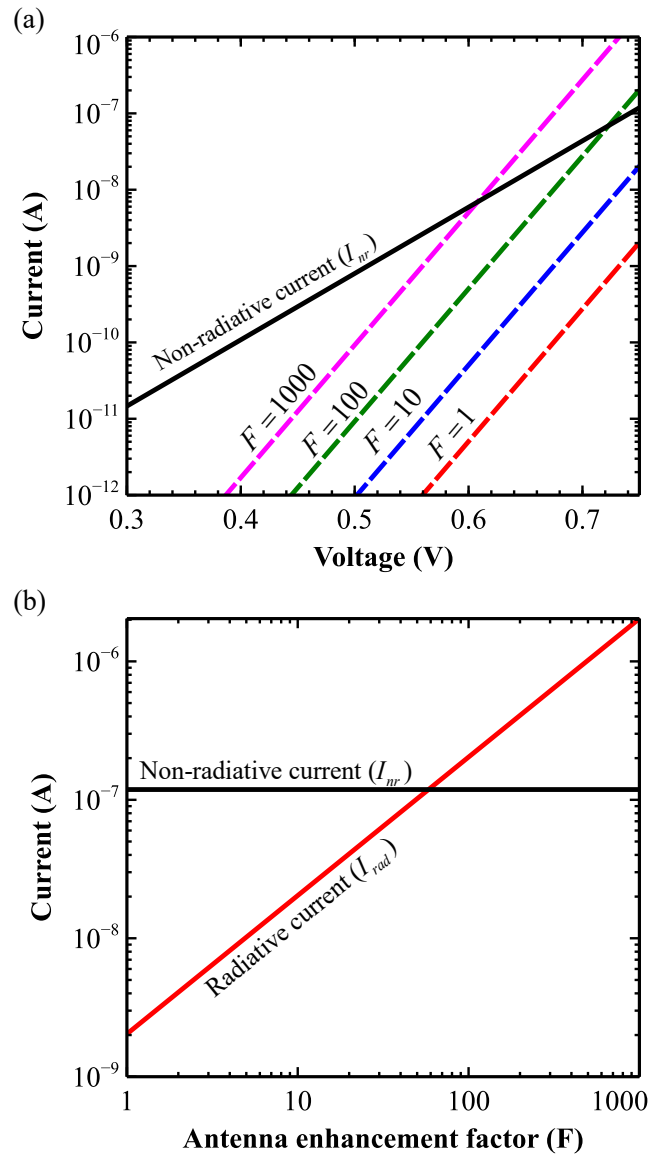 (a)
10⁻⁶
10⁻⁷
10⁻⁸
10⁻⁹
10⁻¹⁰
10⁻¹¹
10⁻¹²
Current (A)
Non-radiative current (I_nr)
F=1000
F=100
F=10
F=1
0.3 0.4 0.5 0.6 0.7
Voltage (V)
(b)
10⁻⁶
10⁻⁷
10⁻⁸
10⁻⁹
Current (A)
Non-radiative current (I_nr)
Radiative current (I_rad)
1 10 100 1000
Antenna enhancement factor (F)